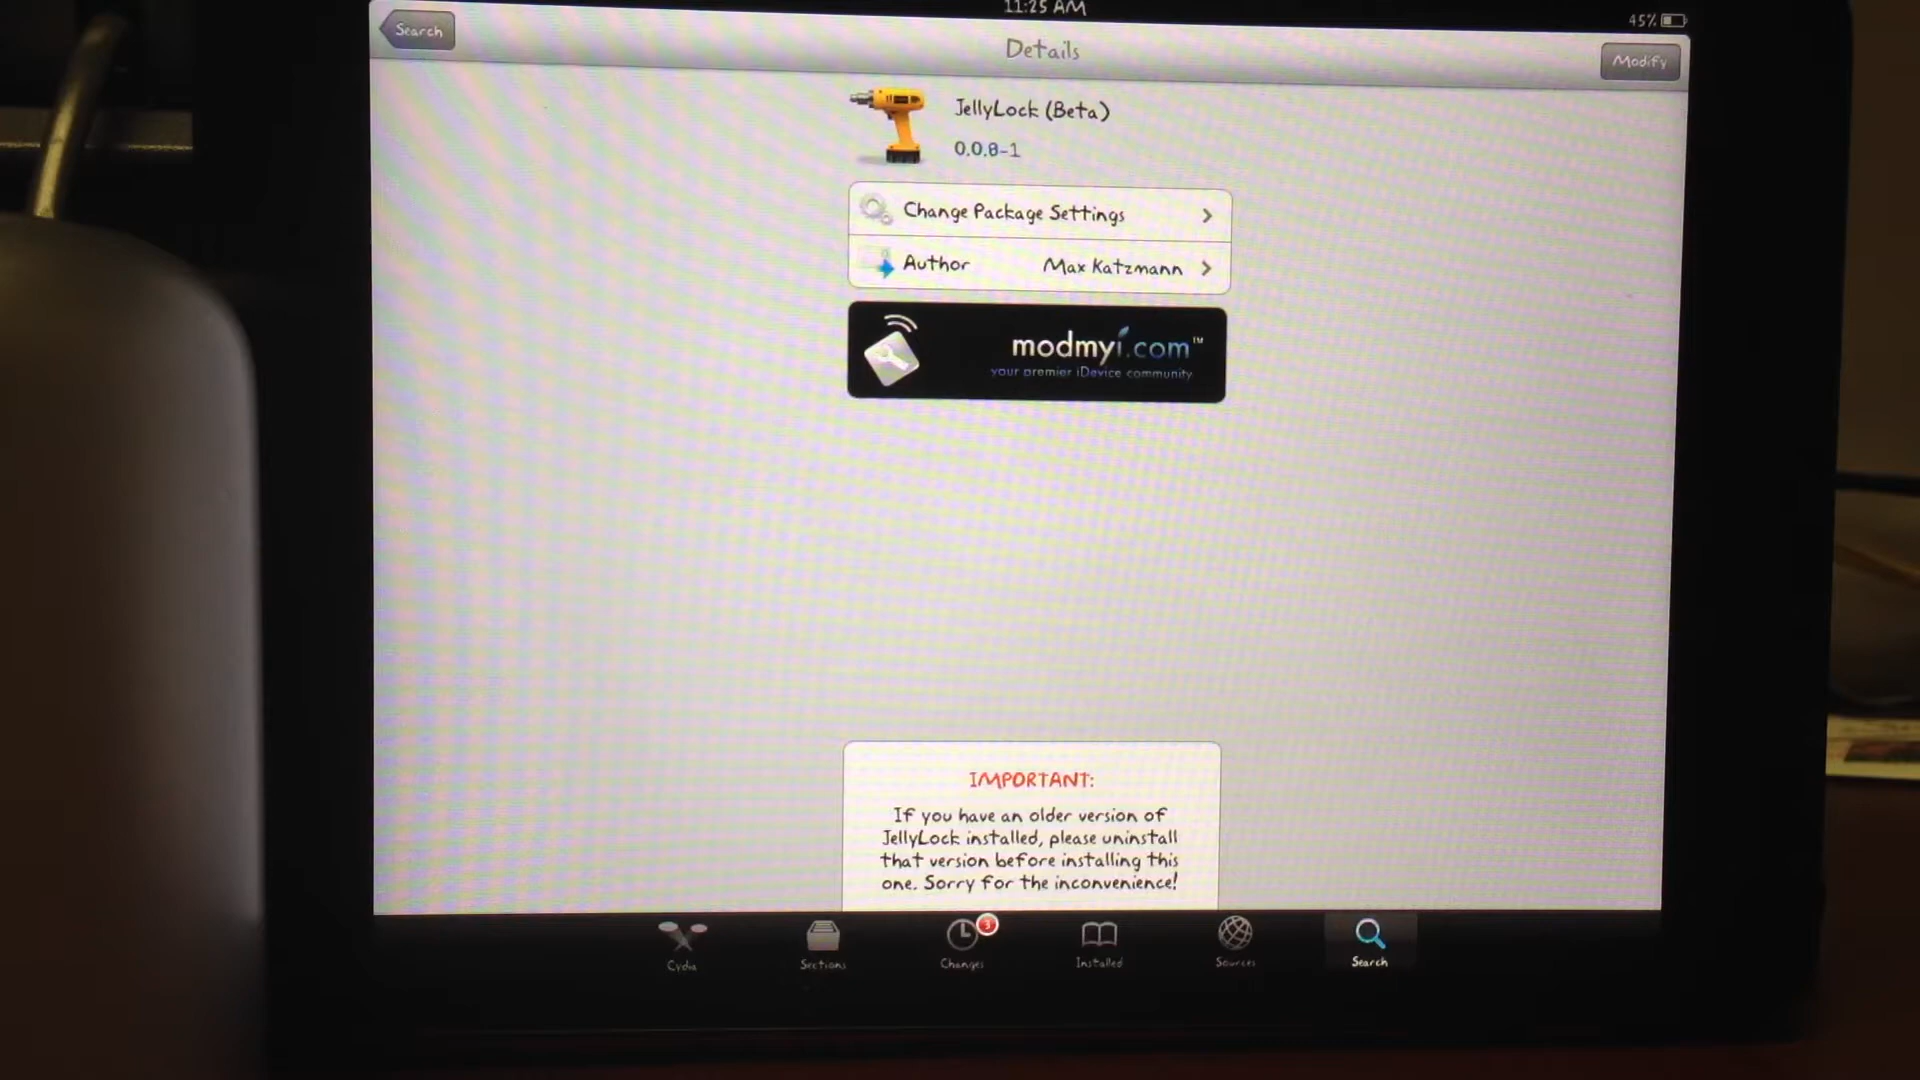 11:25 AM
45%
Search
Details
Modify
JellyLock (Beta)
0.0.8-1
Change Package Settings
Author Max Katzmann
modmyi.com™
your premier iDevice community
IMPORTANT:
If you have an older version of
JellyLock installed, please uninstall
that version before installing this
one. Sorry for the inconvenience!
3
Cydia Sections Changes Installed Sources Search